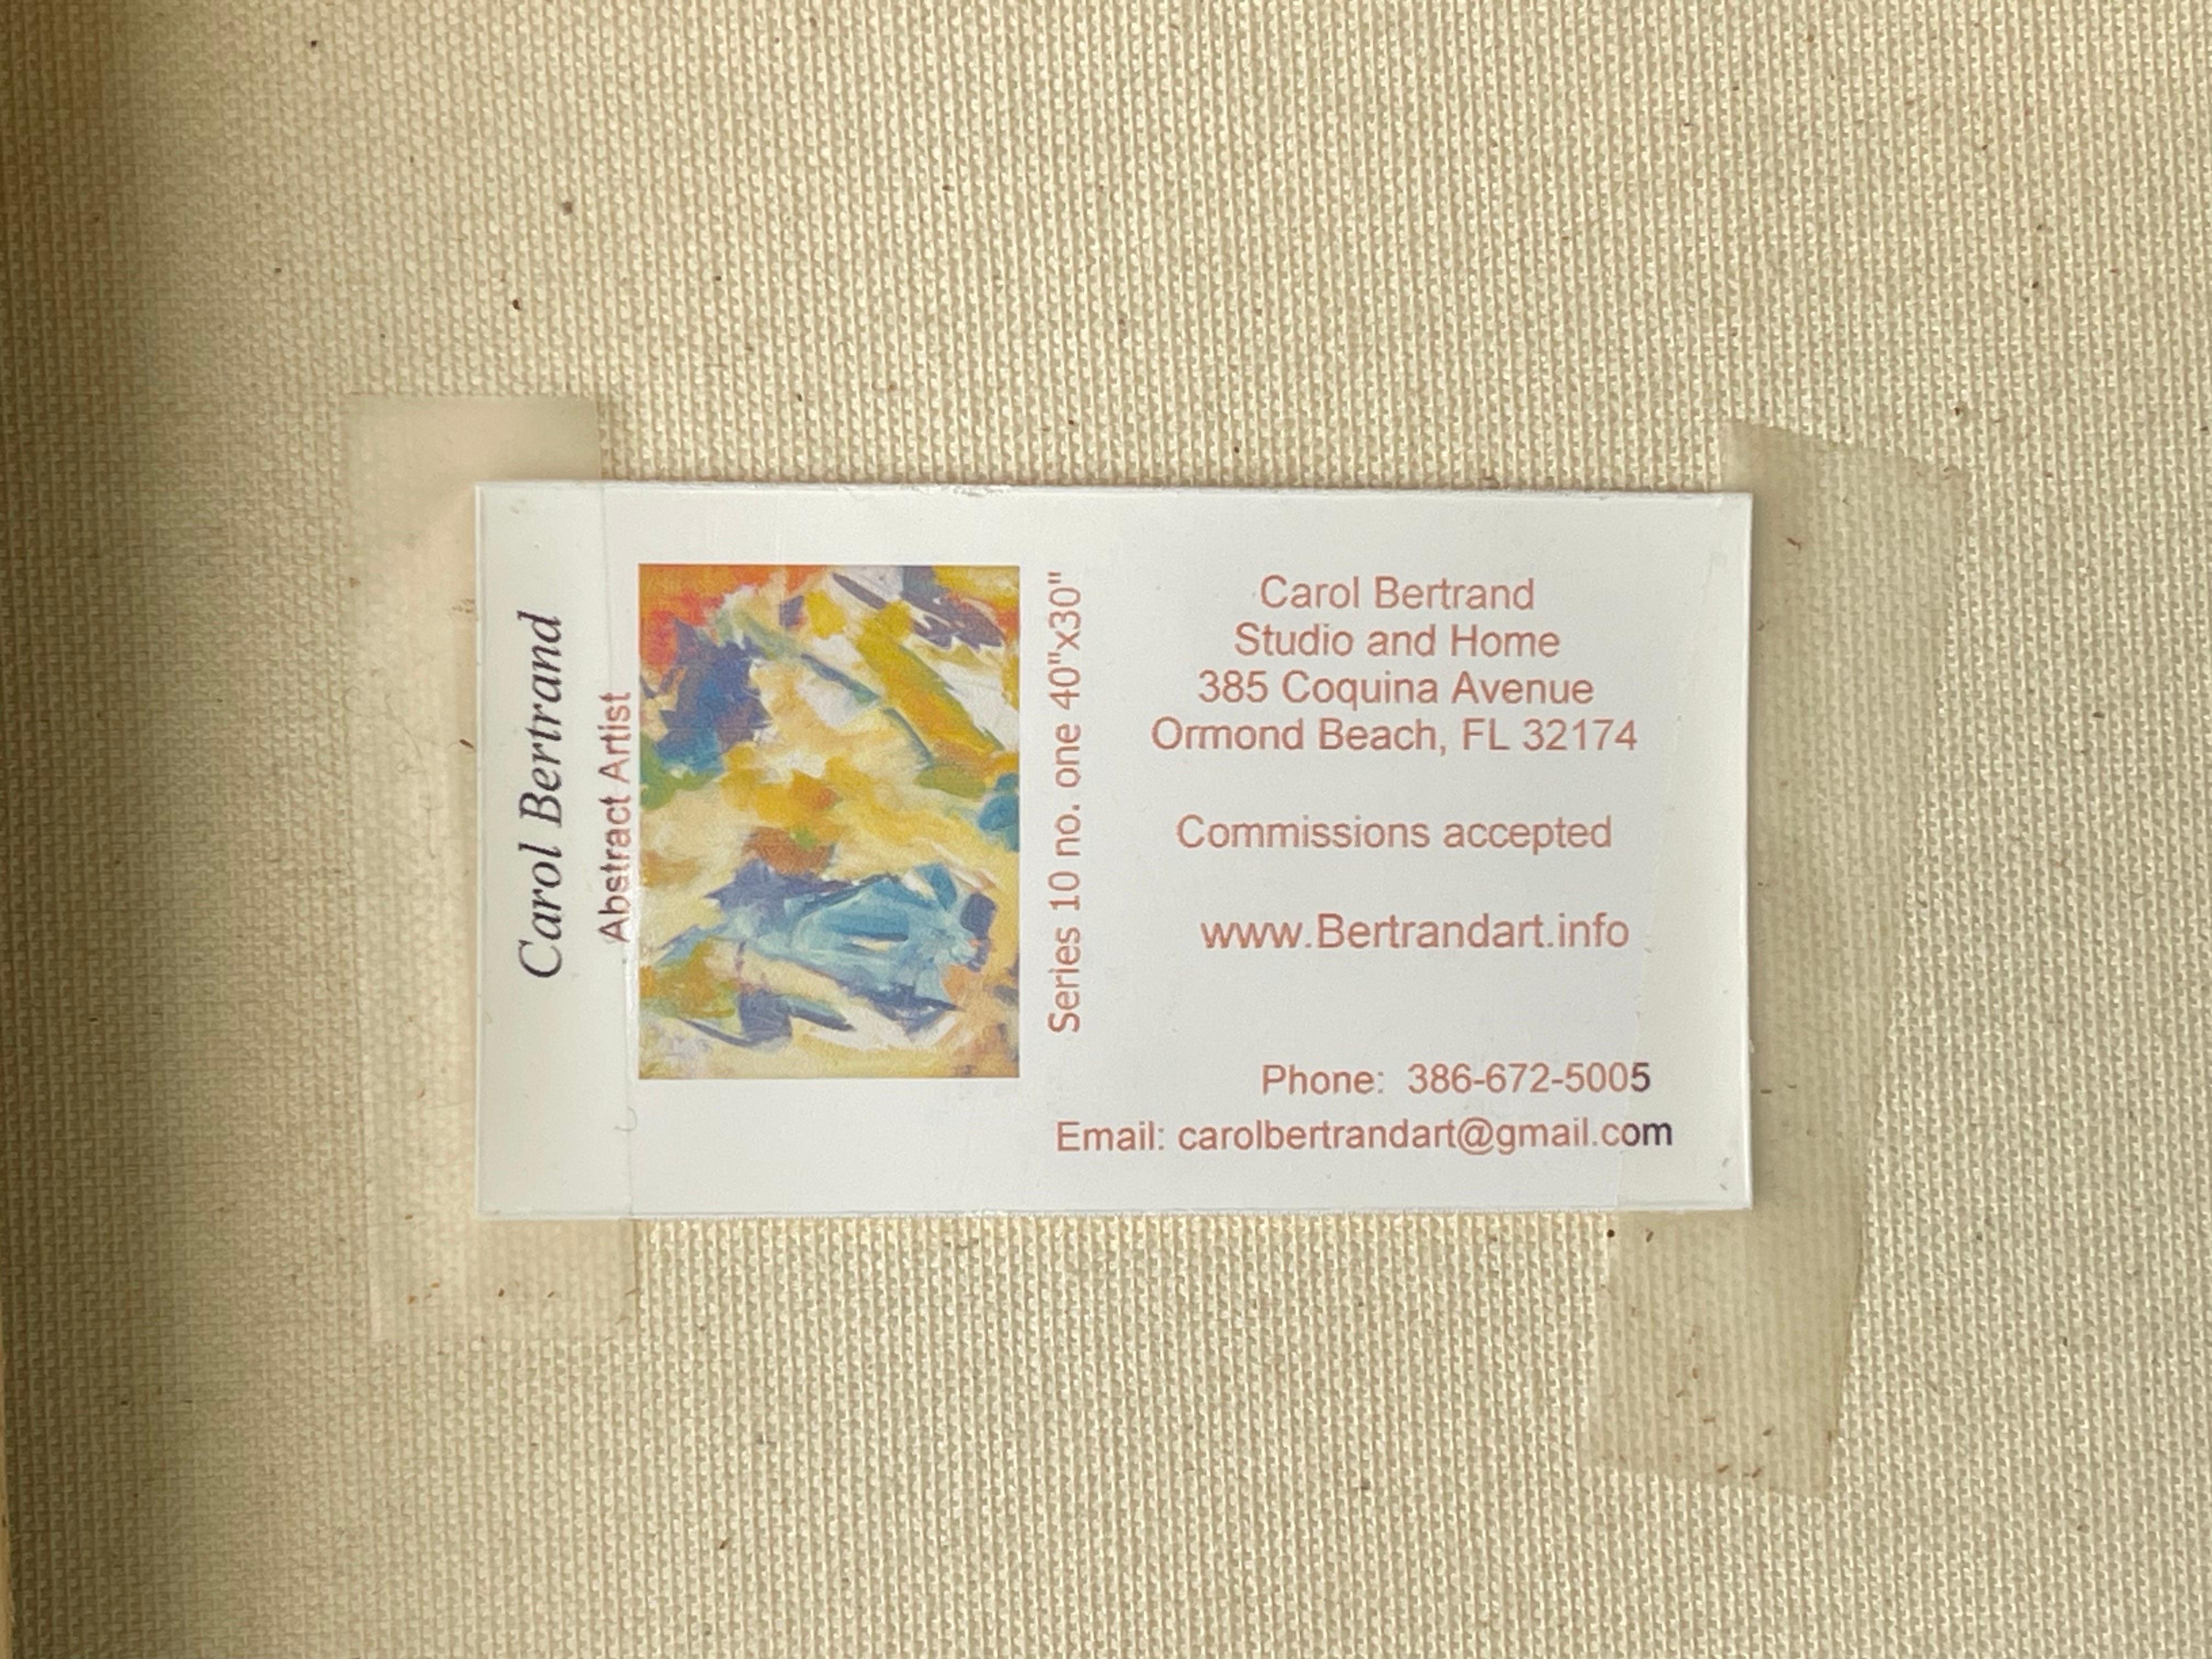 Carol Bertrand
Abstract Artist
Series 10 no. one 40"x30"
Carol Bertrand
Studio and Home
385 Coquina Avenue
Ormond Beach, FL 32174
Commissions accepted
www.Bertrandart.info
Phone: 386-672-5005
Email: carolbertrandart@gmail.com